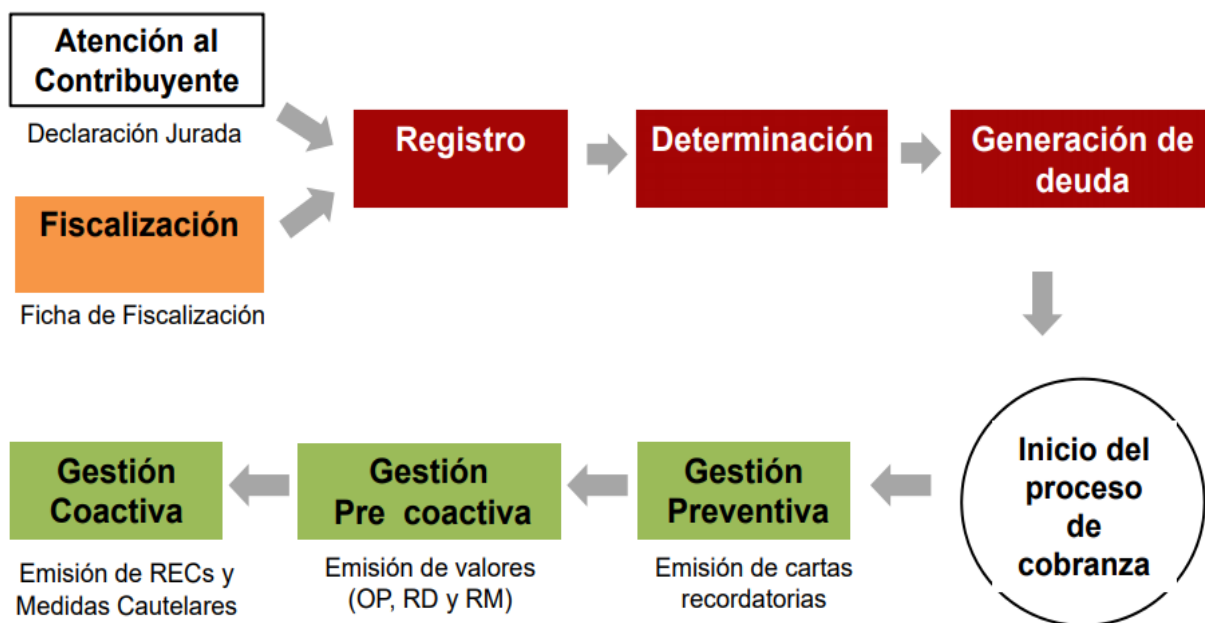 Atención al
Contribuyente
Declaración Jurada
Fiscalización
Ficha de Fiscalización
Registro
Determinación
Generación de
deuda
Inicio del
proceso
de
cobranza
Gestión
Preventiva
Emisión de cartas
recordatorias
Gestión
Pre coactiva
Emisión de valores
(OP, RD y RM)
Gestión
Coactiva
Emisión de RECs y
Medidas Cautelares